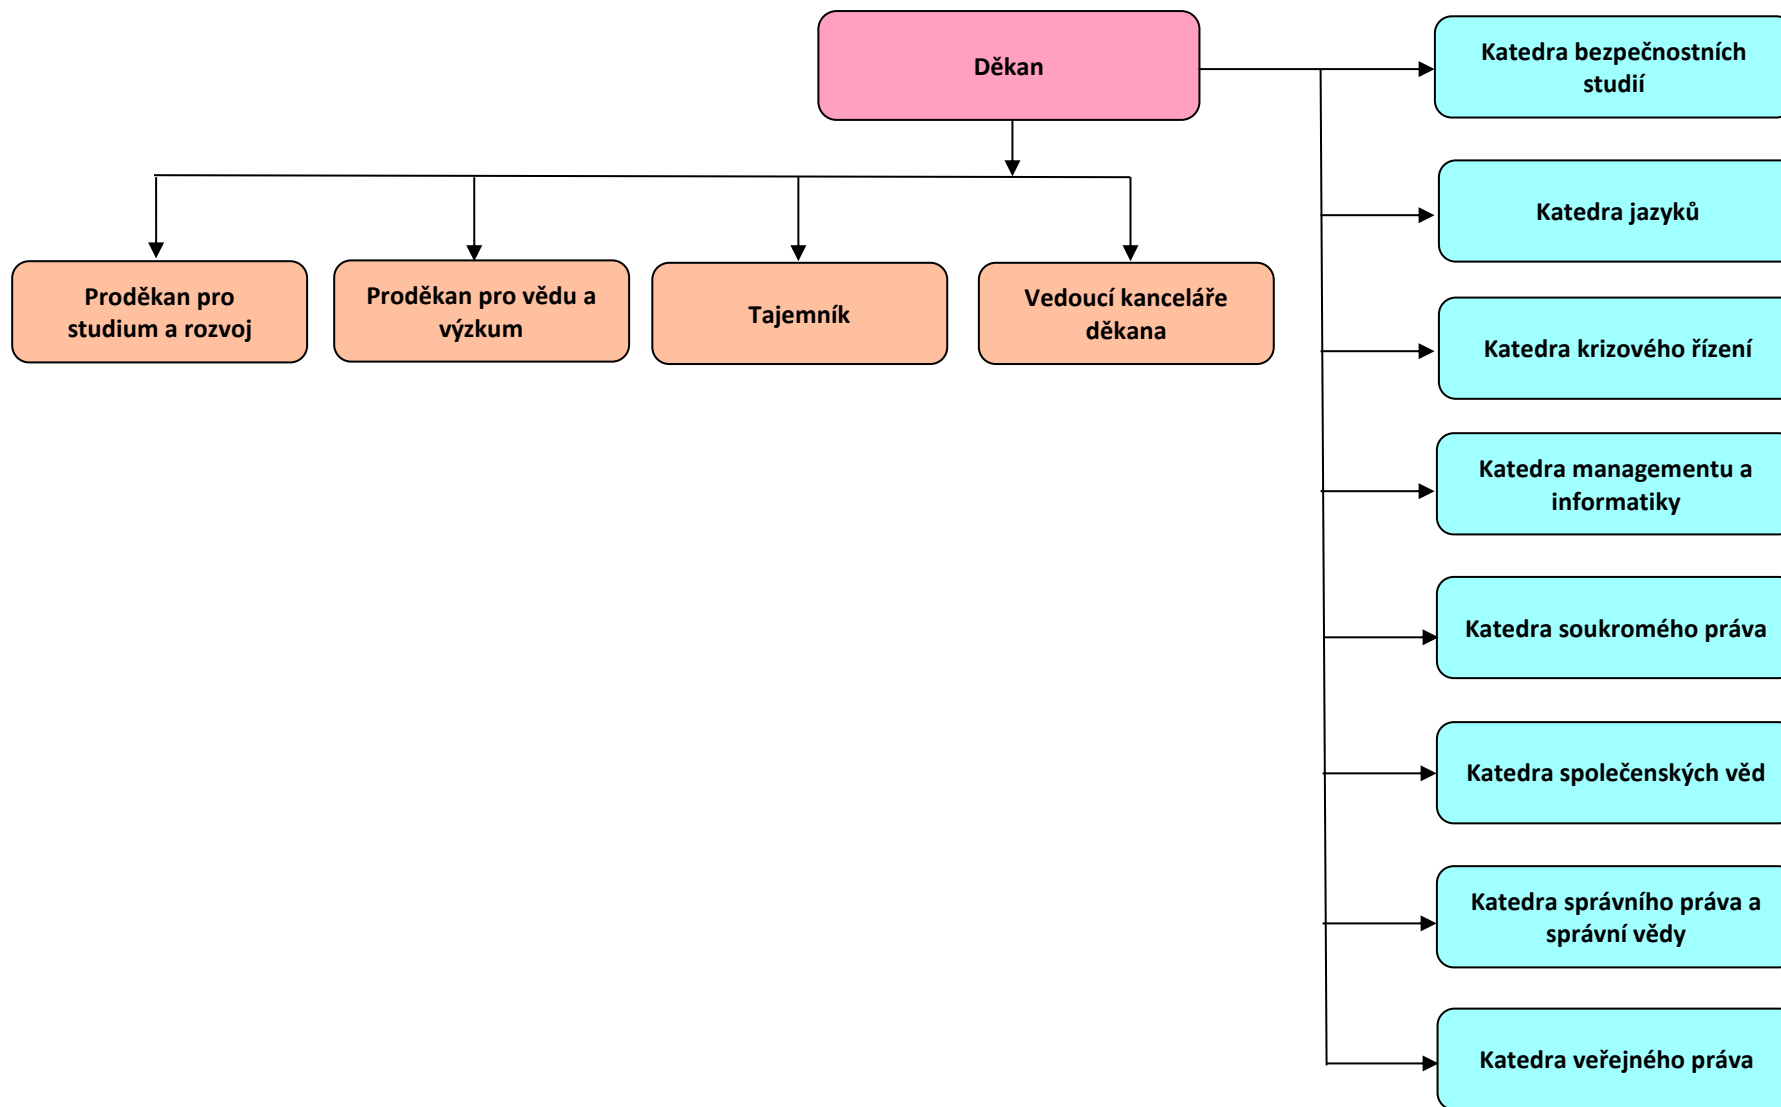 Děkan
Proděkan pro
studium a rozvoj
Proděkan pro vědu a
výzkum
Tajemník
Vedoucí kanceláře
děkana
Katedra bezpečnostních
studií
Katedra jazyků
Katedra krizového řízení
Katedra managementu a
informatiky
Katedra soukromého práva
Katedra společenských věd
Katedra správního práva a
správní vědy
Katedra veřejného práva